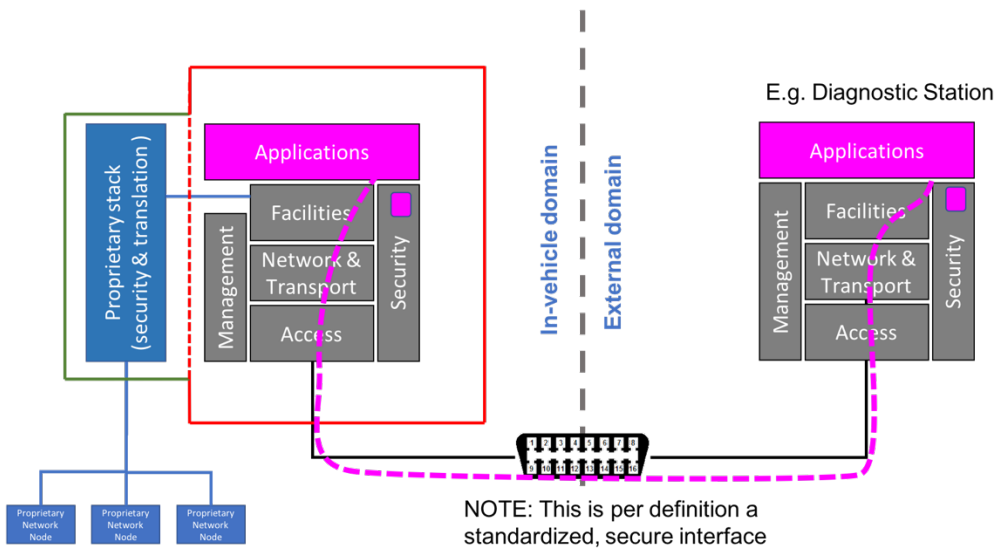 E.g. Diagnostic Station
Proprietary stack
(security & translation )
Applications
Facilities
Network &
Transport
Access
Management
Security
In-vehicle domain
External domain
Applications
Facilities
Network &
Transport
Access
Management
Security
1 2 3 4 5 6 7 8
9 10 11 12 13 14 15 16
Proprietary
Network
Node
Proprietary
Network
Node
Proprietary
Network
Node
NOTE: This is per definition a
standardized, secure interface